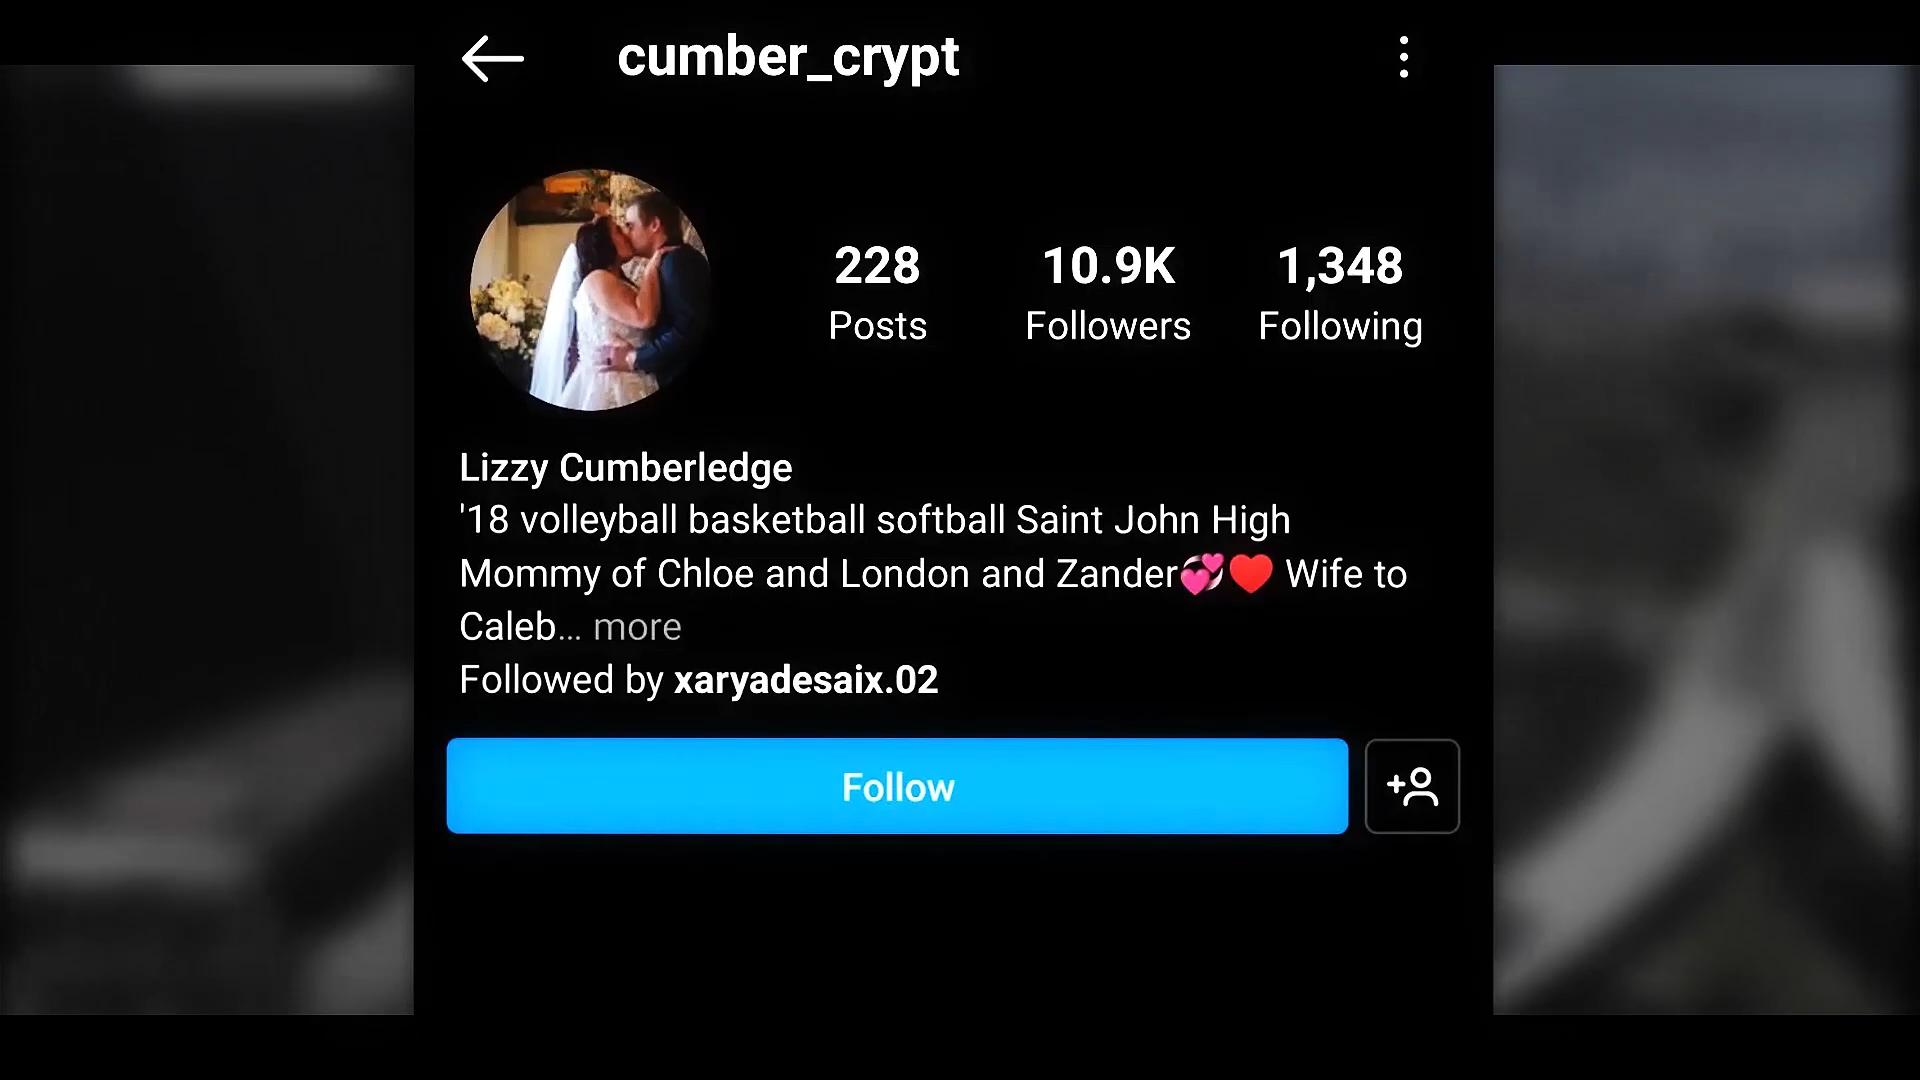 cumber_crypt
228 10.9K 1,348
Posts Followers Following
Lizzy Cumberledge
'18 volleyball basketball softball Saint John High
Mommy of Chloe and London and Zander💞♥️ Wife to
Caleb... more
Followed by xaryadesaix.02
Follow